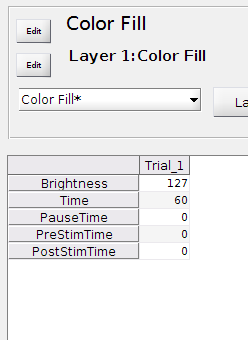 Edit Color Fill
Edit Layer 1:Color Fill
Color Fill* La
Trial_1
Brightness 127
Time 60
PauseTime 0
PreStimTime 0
PostStimTime 0